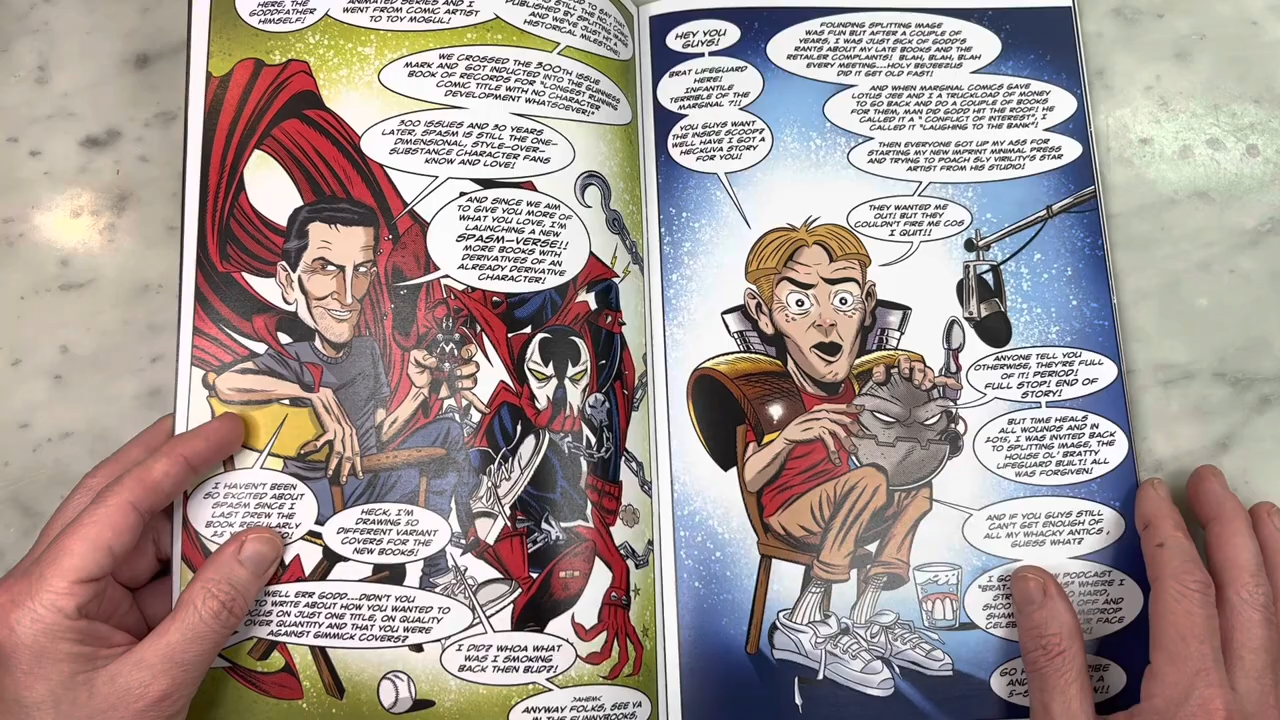 HERE, THE
GODFATHER
HIMSELF!
ANIMATED SERIES AND I
WENT FROM COMIC ARTIST
TO TOY MOGUL!
TO SAY THAT
STILL THE NO.1 COMIC
PUBLISHED BY SPLITTING IMAGE
AND WE'VE JUST HIT A
HISTORICAL MILESTONE!
WE CROSSED THE 300TH ISSUE
MARK AND GOT INDUCTED INTO THE GUINNESS
BOOK OF RECORDS FOR "LONGEST RUNNING
COMIC TITLE WITH NO CHARACTER
DEVELOPMENT WHATSOEVER!"
300 ISSUES AND 30 YEARS
LATER, SPASM IS STILL THE ONE-
DIMENSIONAL, STYLE-OVER-
SUBSTANCE CHARACTER FANS
KNOW AND LOVE!
AND SINCE WE AIM
TO GIVE YOU MORE OF
WHAT YOU LOVE, I'M
LAUNCHING A NEW
SPASM-VERSE!!
MORE BOOKS WITH
DERIVATIVES OF AN
ALREADY DERIVATIVE
CHARACTER!
I HAVEN'T BEEN
SO EXCITED ABOUT
SPASM SINCE I
LAST DREW THE
BOOK REGULARLY
HECK, I'M
DRAWING 50
DIFFERENT VARIANT
COVERS FOR THE
NEW BOOKS!
WELL ERR GODD...DIDN'T YOU
TO WRITE ABOUT HOW YOU WANTED TO
FOCUS ON JUST ONE TITLE, ON QUALITY
OVER QUANTITY AND THAT YOU WERE
AGAINST GIMMICK COVERS?
I DID? WHOA WHAT
WAS I SMOKING
BACK THEN BUD?!
>AHEM<
ANYWAY FOLKS, SEE YA
IN THE FUNNYBOOKS,
HEY YOU
GUYS!
BRAT LIFEGUARD
HERE!
INFANTILE
TERRIBLE OF THE
MARGINAL 7!!
YOU GUYS WANT
THE INSIDE SCOOP?
WELL HAVE I GOT A
HECKUVA STORY
FOR YOU!
FOUNDING SPLITTING IMAGE
WAS FUN BUT AFTER A COUPLE OF
YEARS, I WAS JUST SICK OF GODD'S
RANTS ABOUT MY LATE BOOKS AND THE
RETAILER COMPLAINTS! BLAH, BLAH, BLAH
EVERY MEETING...HOLY BEJEEZUS
DID IT GET OLD FAST!
AND WHEN MARGINAL COMICS GAVE
LOTUS JEE AND I A TRUCKLOAD OF MONEY
TO GO BACK AND DO A COUPLE OF BOOKS
FOR THEM, MAN DID GODD HIT THE ROOF! HE
CALLED IT A " CONFLICT OF INTEREST", I
CALLED IT "LAUGHING TO THE BANK"!
THEN EVERYONE GOT UP MY ASS FOR
STARTING MY NEW IMPRINT MINIMAL PRESS
AND TRYING TO POACH SLY VIRILITY'S STAR
ARTIST FROM HIS STUDIO!
THEY WANTED ME
OUT! BUT THEY
COULDN'T FIRE ME COS
I QUIT!!
ANYONE TELL YOU
OTHERWISE, THEY'RE FULL
OF IT! PERIOD!
FULL STOP! END OF
STORY!
BUT TIME HEALS
ALL WOUNDS AND IN
2015, I WAS INVITED BACK
TO SPLITTING IMAGE, THE
HOUSE OL' BRATTY
LIFEGUARD BUILT! ALL
WAS FORGIVEN!
AND IF YOU GUYS STILL
CAN'T GET ENOUGH OF
ALL MY WHACKY ANTICS,
GUESS WHAT?
PODCAST
WHERE I
HARD,
OFF AND